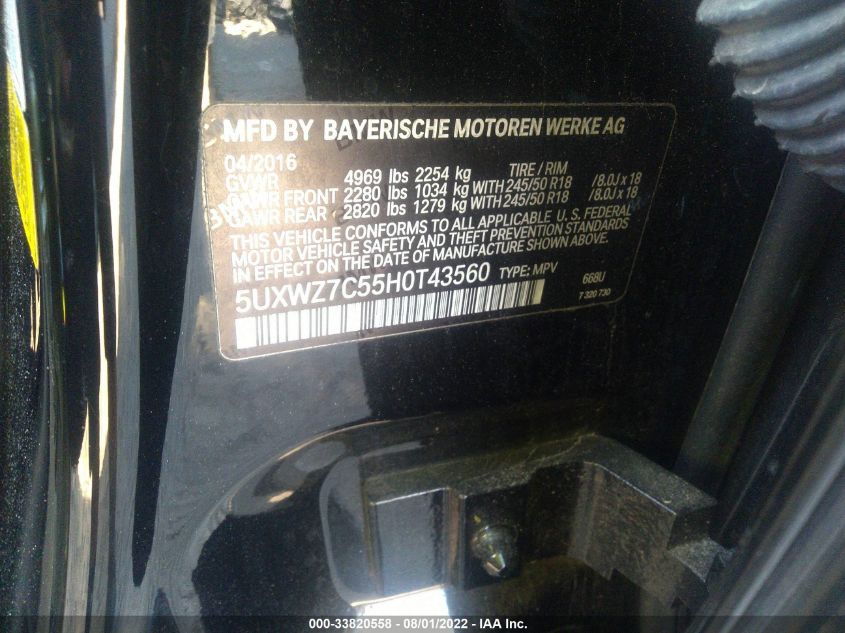 MFD BY BAYERISCHE MOTOREN WERKE AG
04/2016
GVWR 4969 lbs 2254 kg TIRE / RIM
GAWR FRONT 2280 lbs 1034 kg WITH 245/50 R18 /8.0J x 18
GAWR REAR 2820 lbs 1279 kg WITH 245/50 R18 /8.0J x 18
THIS VEHICLE CONFORMS TO ALL APPLICABLE U. S. FEDERAL
MOTOR VEHICLE SAFETY AND THEFT PREVENTION STANDARDS
IN EFFECT ON THE DATE OF MANUFACTURE SHOWN ABOVE.
5UXWZ7C55H0T43560 TYPE: MPV 668U
7 320 730
000-33820558 - 08/01/2022 - IAA Inc.